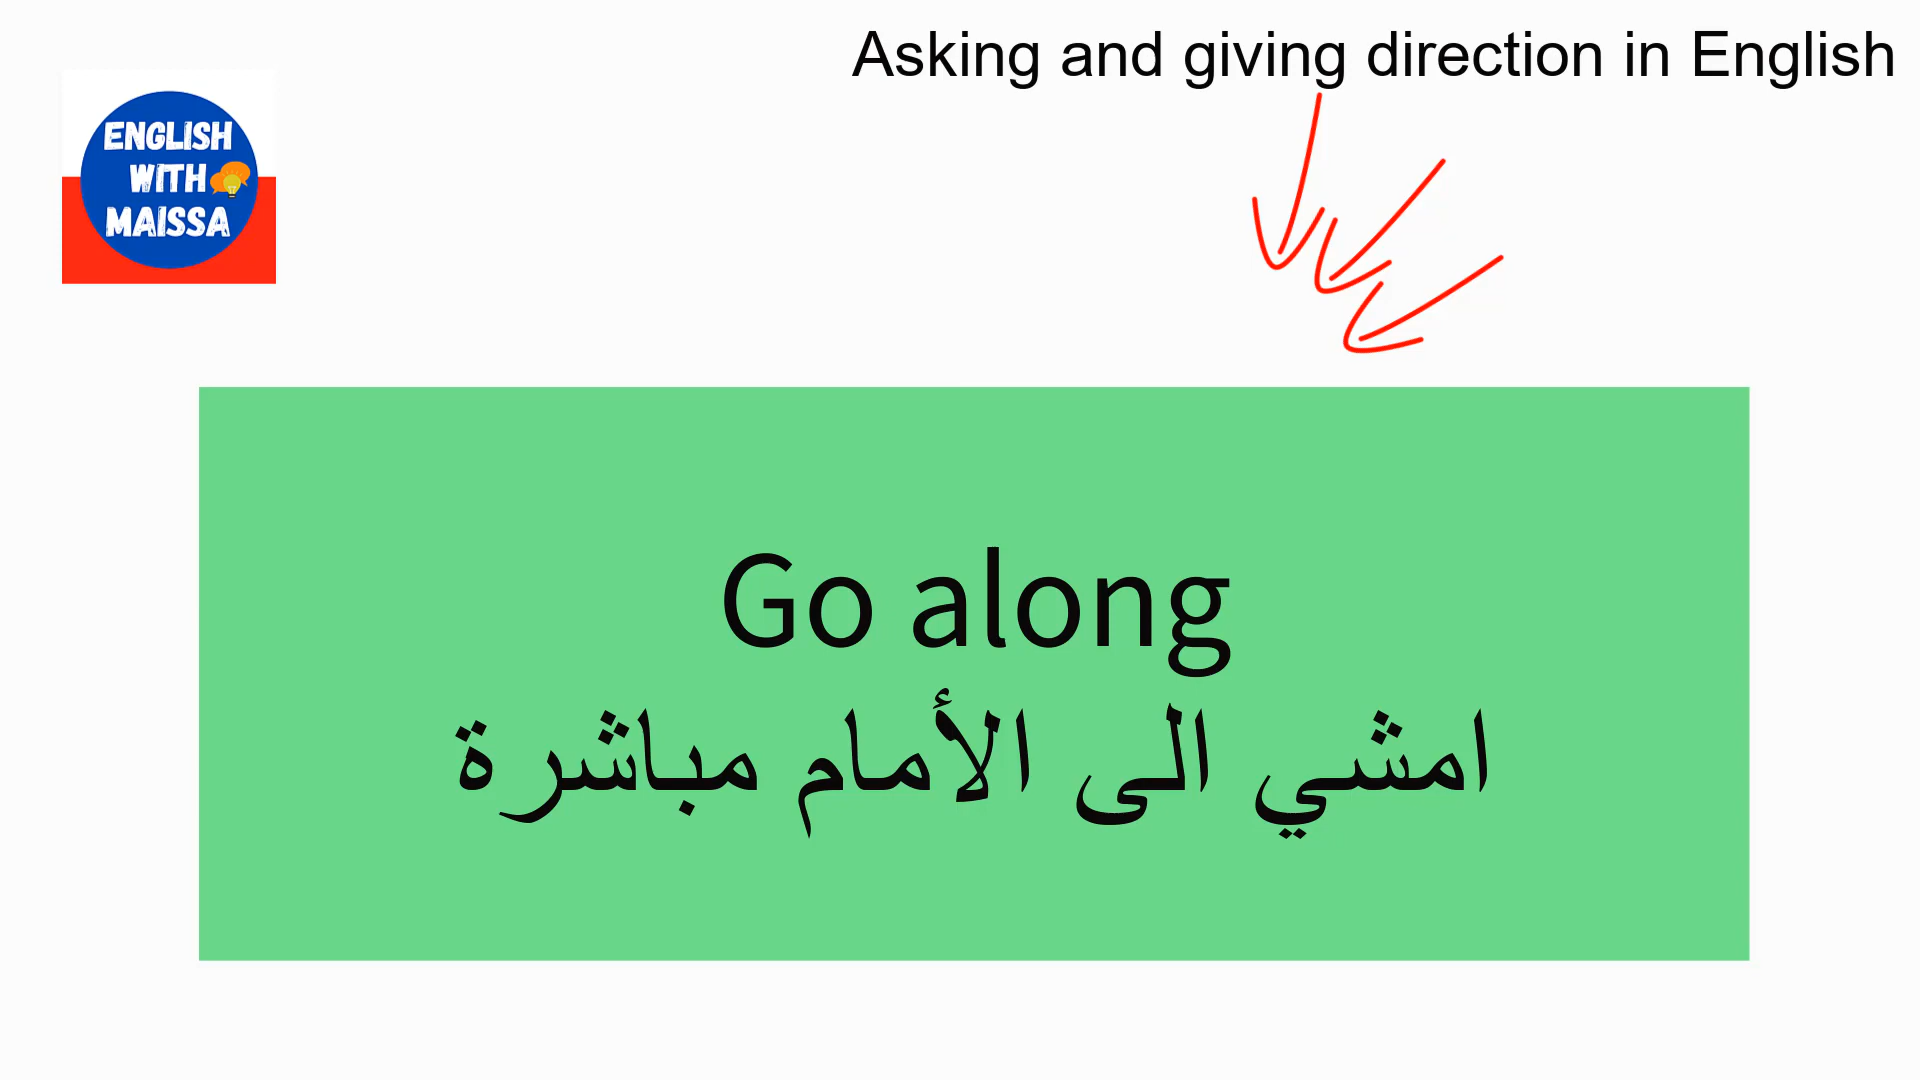 Asking and giving direction in English
ENGLISH
WITH
MAISSA
Go along
امشي الى الأمام مباشرة